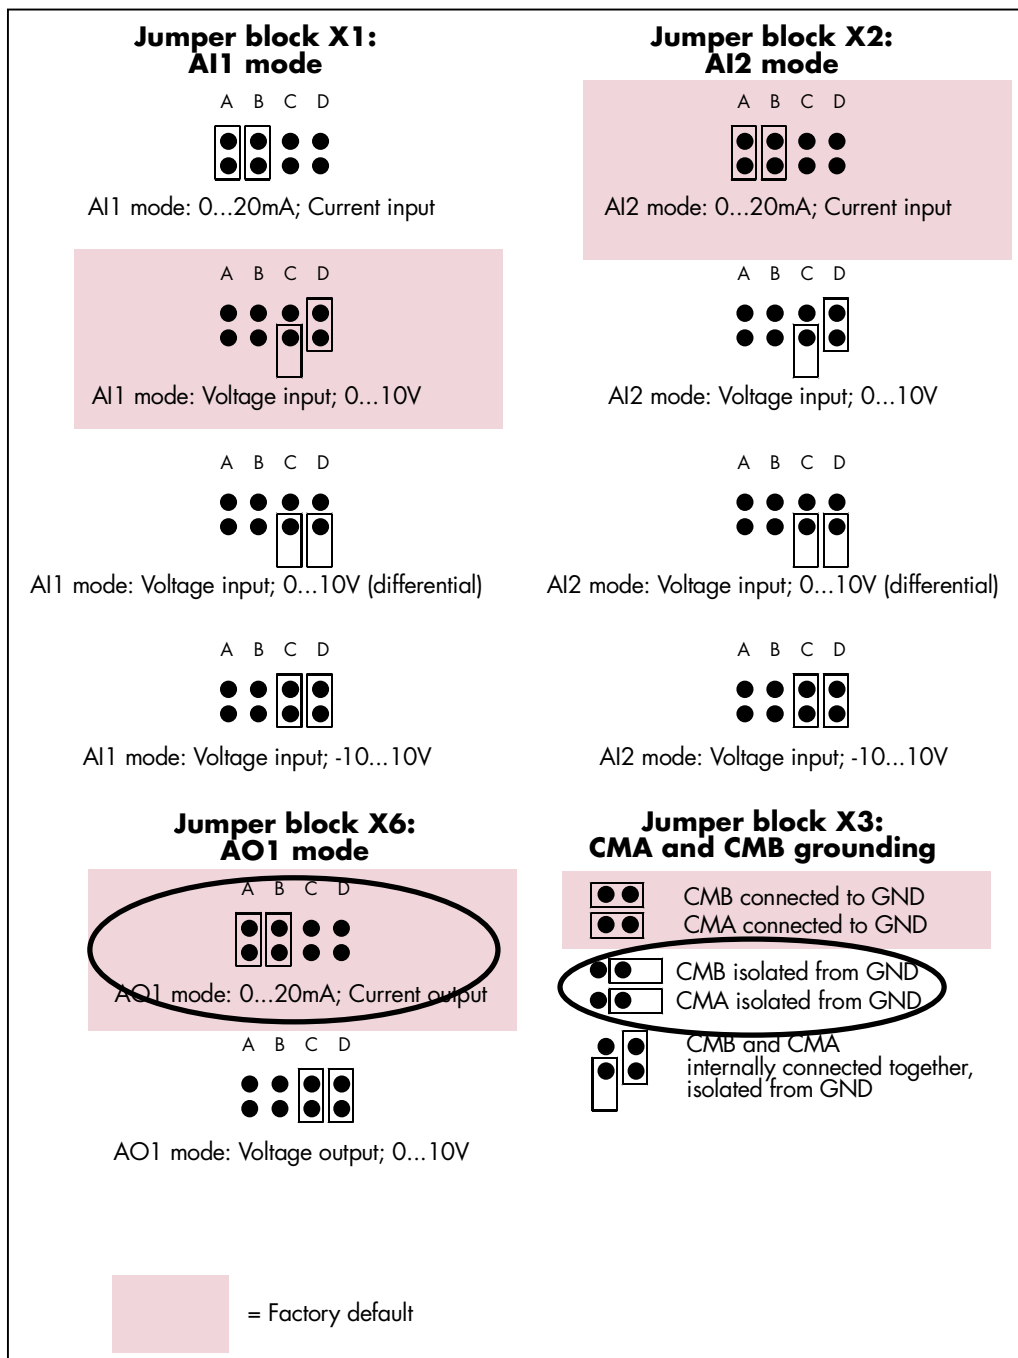 Jumper block X1:
AI1 mode
A B C D
AI1 mode: 0...20mA; Current input
A B C D
AI1 mode: Voltage input; 0...10V
A B C D
AI1 mode: Voltage input; 0...10V (differential)
A B C D
AI1 mode: Voltage input; -10...10V
Jumper block X2:
AI2 mode
A B C D
AI2 mode: 0...20mA; Current input
A B C D
AI2 mode: Voltage input; 0...10V
A B C D
AI2 mode: Voltage input; 0...10V (differential)
A B C D
AI2 mode: Voltage input; -10...10V
Jumper block X6:
AO1 mode
A B C D
AO1 mode: 0...20mA; Current output
A B C D
AO1 mode: Voltage output; 0...10V
Jumper block X3:
CMA and CMB grounding
CMB connected to GND
CMA connected to GND
CMB isolated from GND
CMA isolated from GND
CMB and CMA
internally connected together,
isolated from GND
= Factory default